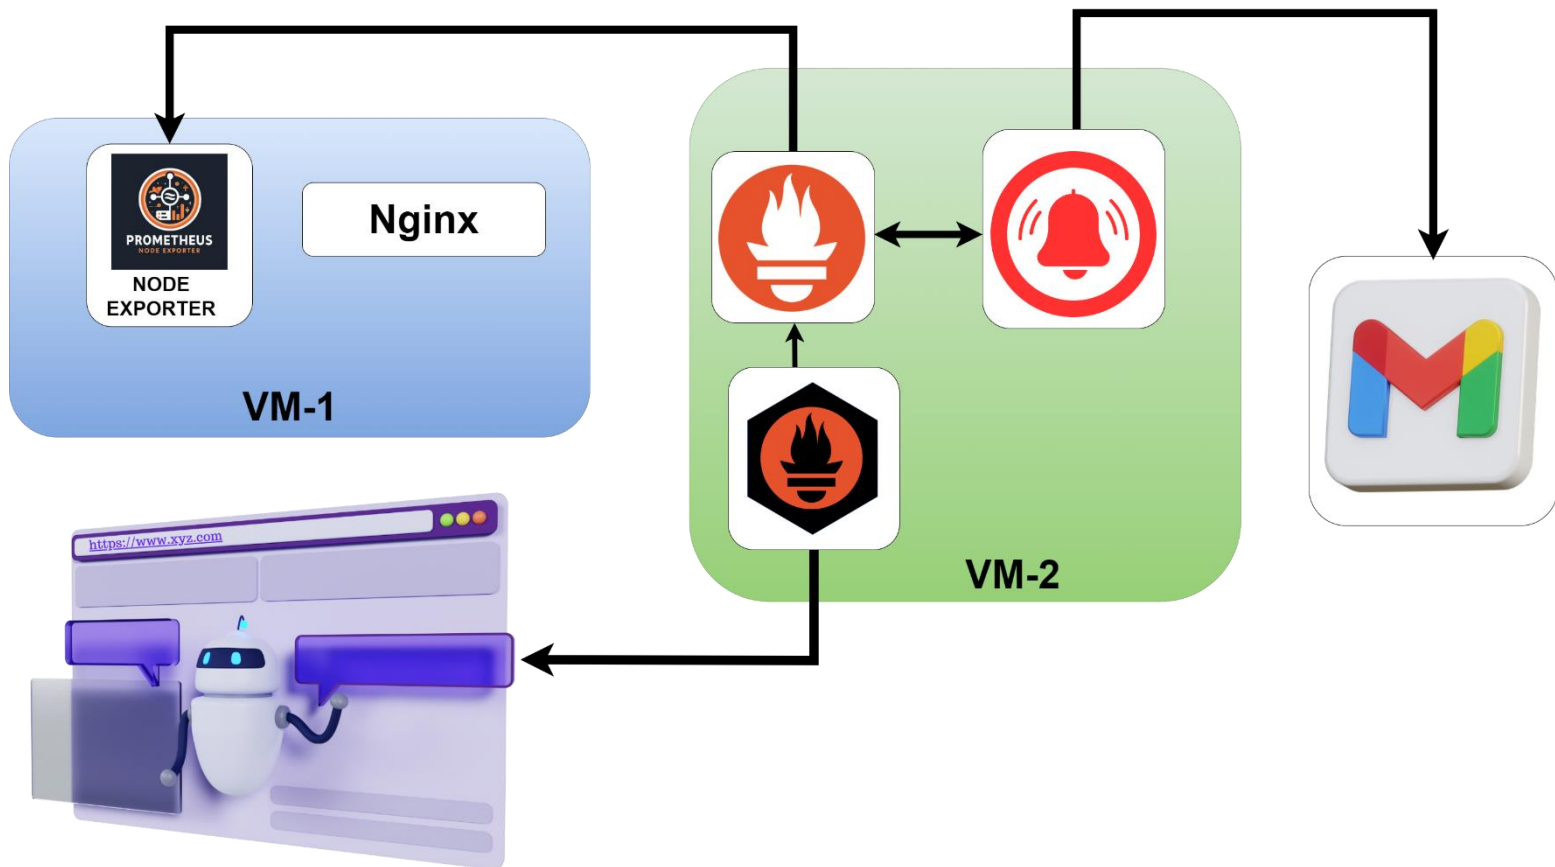 PROMETHEUS
NODE EXPORTER
NODE
EXPORTER
Nginx
VM-1
VM-2
https://www.xyz.com